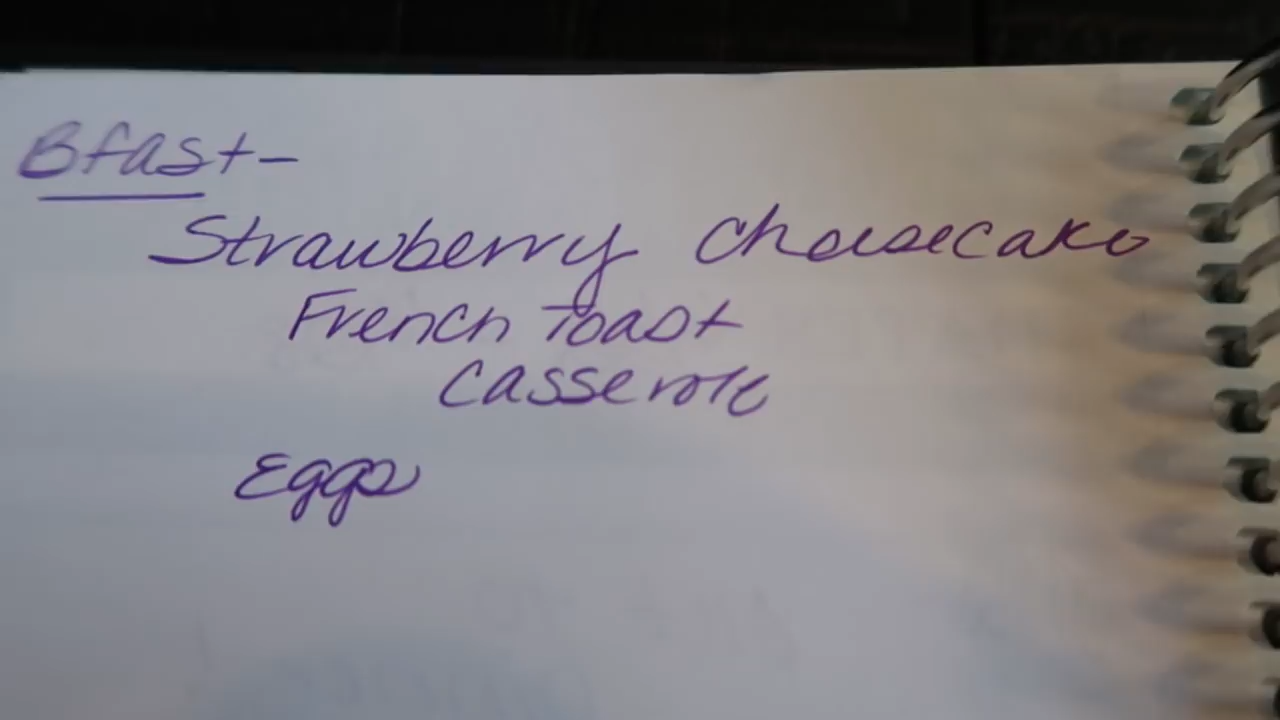 Bfast-
Strawberry Cheesecake
French Toast
Casserole
Eggs